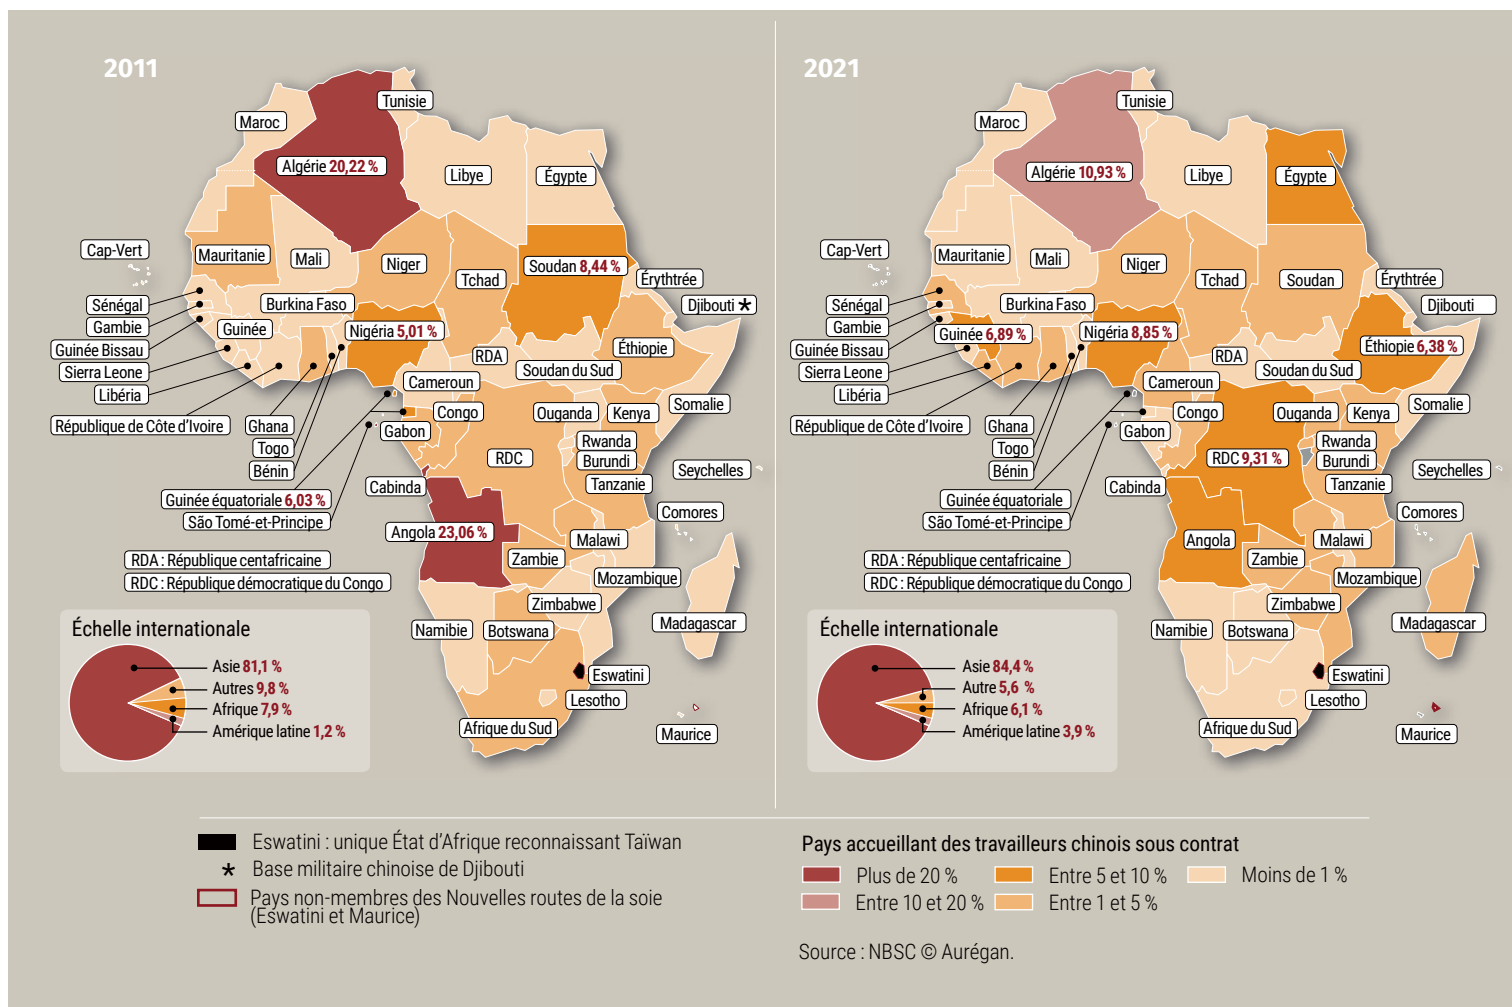 2011
Tunisie
Maroc
Algérie 20,22 %
Libye
Égypte
Cap-Vert
Mauritanie
Mali
Niger
Tchad
Soudan 8,44 %
Érythtrée
Djibouti *
Sénégal
Gambie
Guinée Bissau
Sierra Leone
Libéria
République de Côte d'Ivoire
Burkina Faso
Guinée
Nigéria 5,01 %
RDA
Éthiopie
Soudan du Sud
Cameroun
Ghana
Togo
Bénin
Congo
Gabon
Ouganda
Kenya
Somalie
Rwanda
Burundi
RDC
Tanzanie
Seychelles
Cabinda
Guinée équatoriale 6,03 %
São Tomé-et-Principe
Comores
Angola 23,06 %
Malawi
Zambie
Mozambique
Zimbabwe
Namibie
Botswana
Madagascar
Eswatini
Lesotho
Afrique du Sud
Maurice
RDA : République centafricaine
RDC : République démocratique du Congo
Échelle internationale
Asie 81,1 %
Autres 9,8 %
Afrique 7,9 %
Amérique latine 1,2 %
2021
Tunisie
Maroc
Algérie 10,93 %
Libye
Égypte
Cap-Vert
Mauritanie
Mali
Niger
Tchad
Soudan
Érythtrée
Djibouti
Sénégal
Gambie
Guinée Bissau
Sierra Leone
Libéria
République de Côte d'Ivoire
Burkina Faso
Guinée 6,89 %
Nigéria 8,85 %
RDA
Éthiopie 6,38 %
Soudan du Sud
Cameroun
Ghana
Togo
Bénin
Congo
Gabon
Ouganda
Kenya
Somalie
Rwanda
Burundi
RDC 9,31 %
Tanzanie
Seychelles
Cabinda
Guinée équatoriale
São Tomé-et-Principe
Comores
Angola
Malawi
Zambie
Mozambique
Zimbabwe
Namibie
Botswana
Madagascar
Eswatini
Lesotho
Afrique du Sud
Maurice
RDA : République centafricaine
RDC : République démocratique du Congo
Échelle internationale
Asie 84,4 %
Autre 5,6 %
Afrique 6,1 %
Amérique latine 3,9 %
Eswatini : unique État d'Afrique reconnaissant Taïwan
* Base militaire chinoise de Djibouti
Pays non-membres des Nouvelles routes de la soie
(Eswatini et Maurice)
Pays accueillant des travailleurs chinois sous contrat
Plus de 20 %
Entre 5 et 10 %
Moins de 1 %
Entre 10 et 20 %
Entre 1 et 5 %
Source : NBSC © Aurégan.